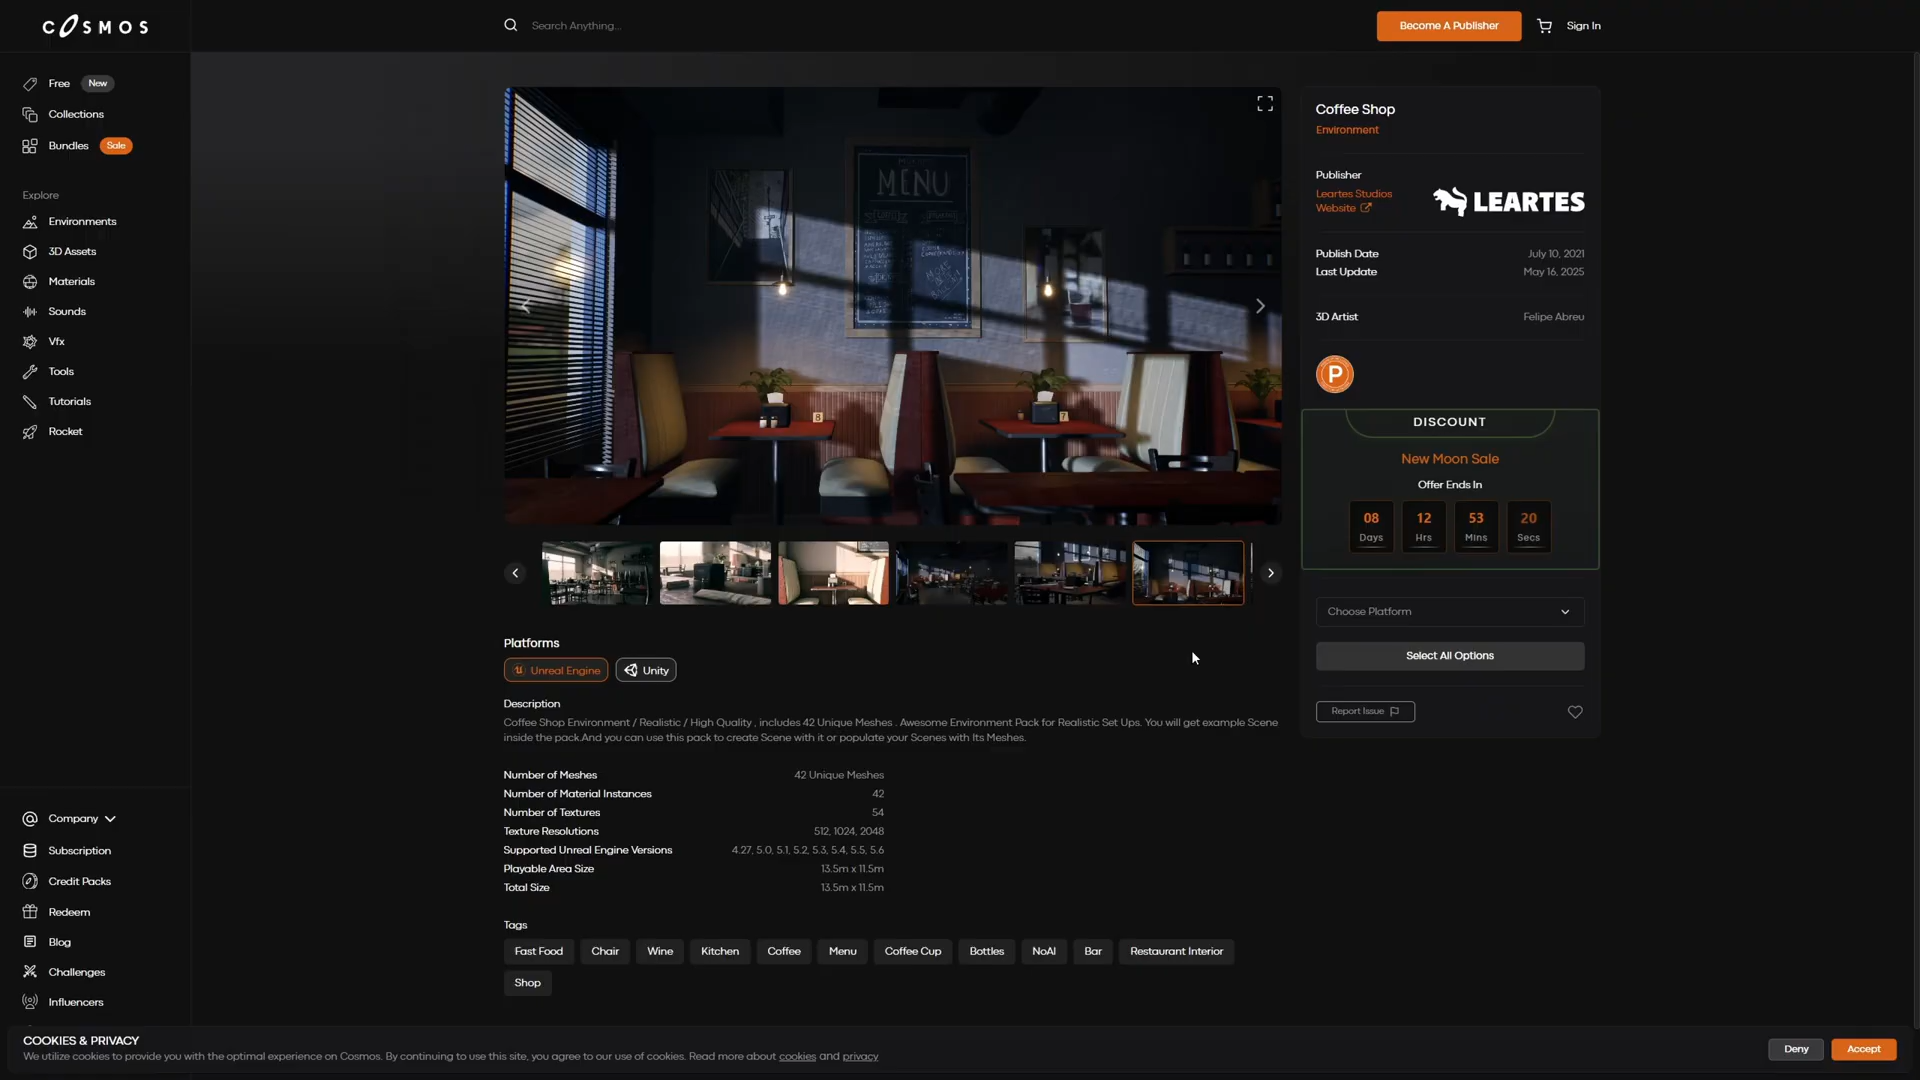 COSMOS
Search Anything...
Become A Publisher
Sign In
Free
New
Collections
Bundles
Sale
Explore
Environments
3D Assets
Materials
Sounds
Vfx
Tools
Tutorials
Rocket
Company
Subscription
Credit Packs
Redeem
Blog
Challenges
Influencers
MENU
8
7
Coffee Shop
Environment
Publisher
Leartes Studios
Website
LEARTES
Publish Date
July 10, 2021
Last Update
May 16, 2025
3D Artist
Felipe Abreu
P
DISCOUNT
New Moon Sale
Offer Ends In
08 12 53 20
Days Hrs Mins Secs
Choose Platform
Select All Options
Report Issue
Platforms
Unreal Engine
Unity
Description
Coffee Shop Environment / Realistic / High Quality , includes 42 Unique Meshes . Awesome Environment Pack for Realistic Set Ups. You will get example Scene
inside the pack.And you can use this pack to create Scene with it or populate your Scenes with Its Meshes.
Number of Meshes 42 Unique Meshes
Number of Material Instances 42
Number of Textures 54
Texture Resolutions 512, 1024, 2048
Supported Unreal Engine Versions 4.27, 5.0, 5.1, 5.2, 5.3, 5.4, 5.5, 5.6
Playable Area Size 13.5m x 11.5m
Total Size 13.5m x 11.5m
Tags
Fast Food Chair Wine Kitchen Coffee Menu Coffee Cup Bottles NoAI Bar Restaurant Interior
Shop
COOKIES & PRIVACY
We utilize cookies to provide you with the optimal experience on Cosmos. By continuing to use this site, you agree to our use of cookies. Read more about cookies and privacy
Deny
Accept